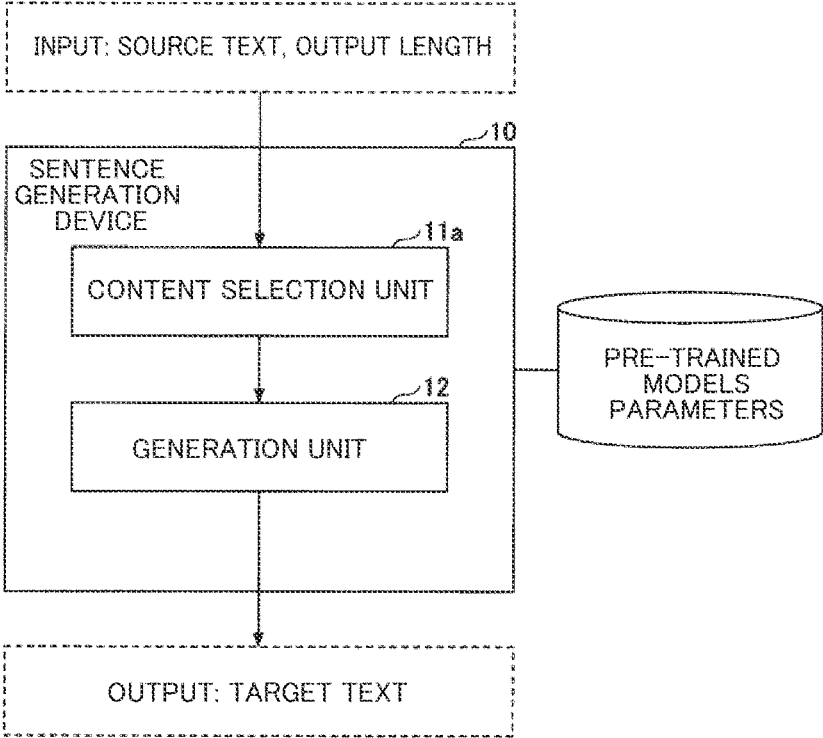 INPUT: SOURCE TEXT, OUTPUT LENGTH
10
SENTENCE
GENERATION
DEVICE
11a
CONTENT SELECTION UNIT
12
GENERATION UNIT
PRE-TRAINED
MODELS
PARAMETERS
OUTPUT: TARGET TEXT